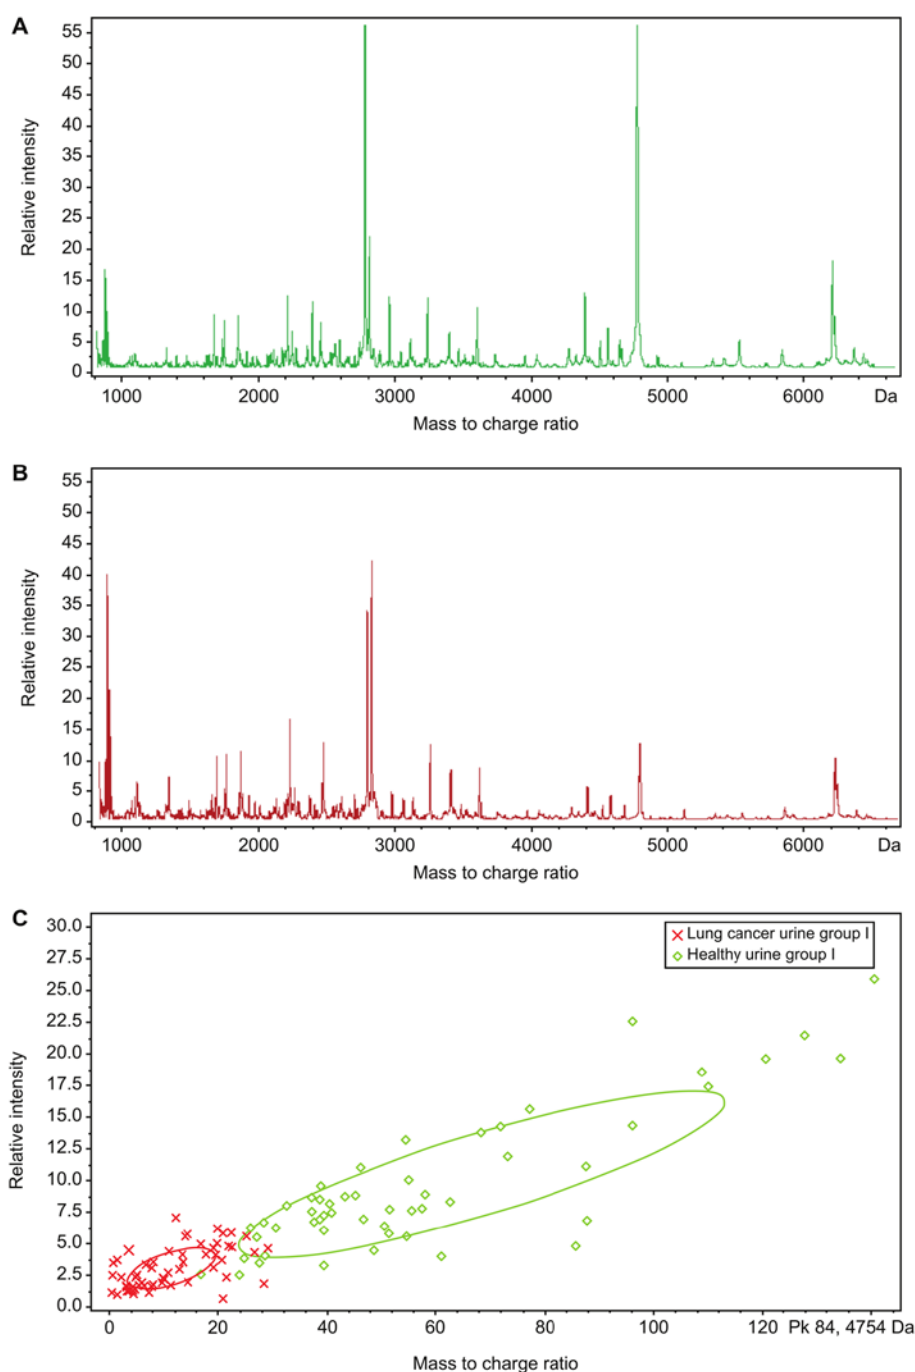 A
Relative intensity
55
50
45
40
35
30
25
20
15
10
5
0
1000 2000 3000 4000 5000 6000 Da
Mass to charge ratio
B
Relative intensity
55
50
45
40
35
30
25
20
15
10
5
0
1000 2000 3000 4000 5000 6000 Da
Mass to charge ratio
C
Relative intensity
30.0
27.5
25.0
22.5
20.0
17.5
15.0
12.5
10.0
7.5
5.0
2.5
0.0
Lung cancer urine group I
Healthy urine group I
0 20 40 60 80 100 120 Pk 84, 4754 Da
Mass to charge ratio